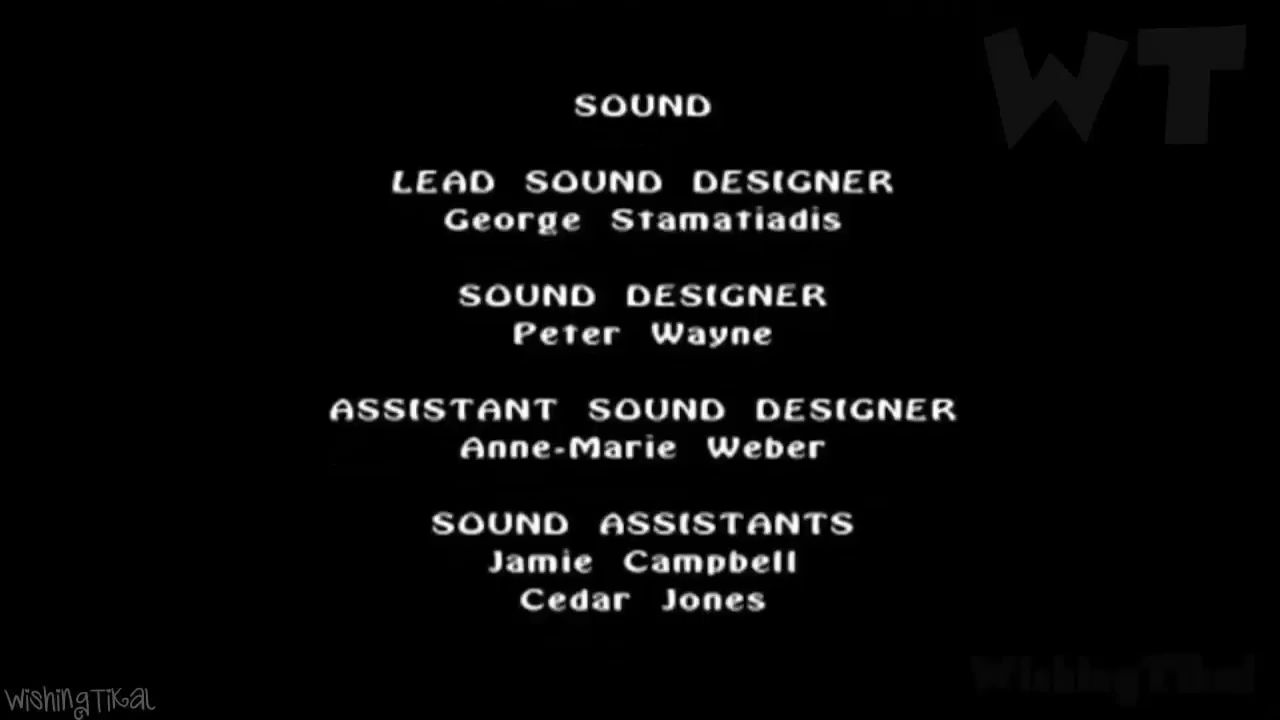 WT
SOUND
LEAD SOUND DESIGNER
George Stamatiadis
SOUND DESIGNER
Peter Wayne
ASSISTANT SOUND DESIGNER
Anne-Marie Weber
SOUND ASSISTANTS
Jamie Campbell
Cedar Jones
WishingTikal
WishingTikal